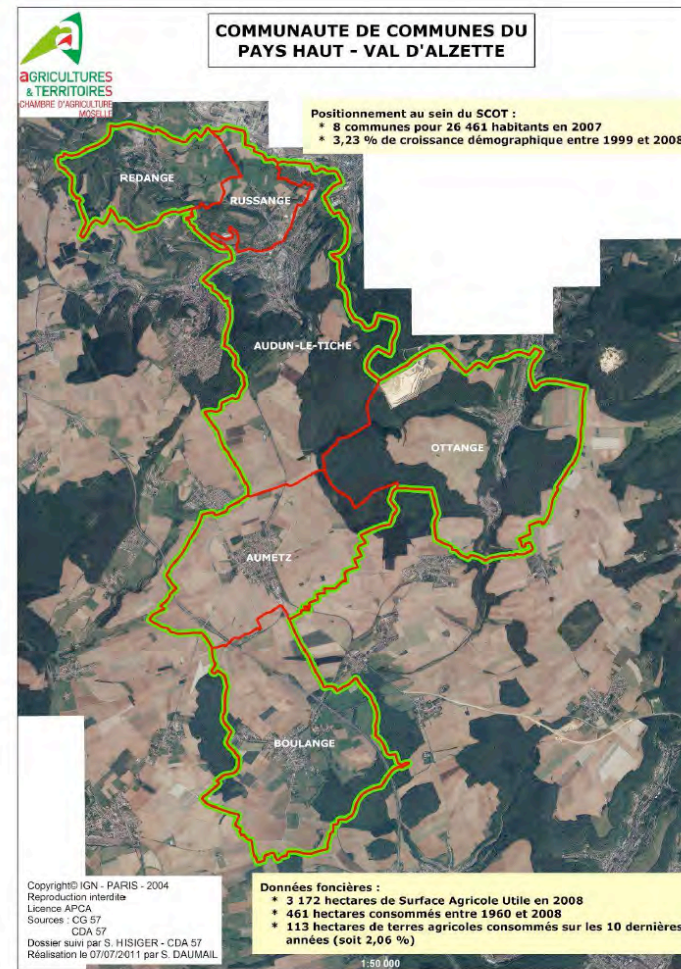 COMMUNAUTE DE COMMUNES DU
PAYS HAUT - VAL D'ALZETTE
aGRICULTURES
& TERRITOIRES
CHAMBRE D'AGRICULTURE
MOSELLE
Positionnement au sein du SCOT :
* 8 communes pour 26 461 habitants en 2007
* 3,23 % de croissance démographique entre 1999 et 2008
REDANGE
RUSSANGE
AUDUN-LE-TICHE
OTTANGE
AUMETZ
BOULANGE
Copyright© IGN - PARIS - 2004
Reproduction interdite
Licence APCA
Sources : CG 57
CDA 57
Dossier suivi par S. HISIGER - CDA 57
Réalisation le 07/07/2011 par S. DAUMAIL
Données foncières :
* 3 172 hectares de Surface Agricole Utile en 2008
* 461 hectares consommés entre 1960 et 2008
* 113 hectares de terres agricoles consommés sur les 10 dernières
années (soit 2,06 %)
1:50 000